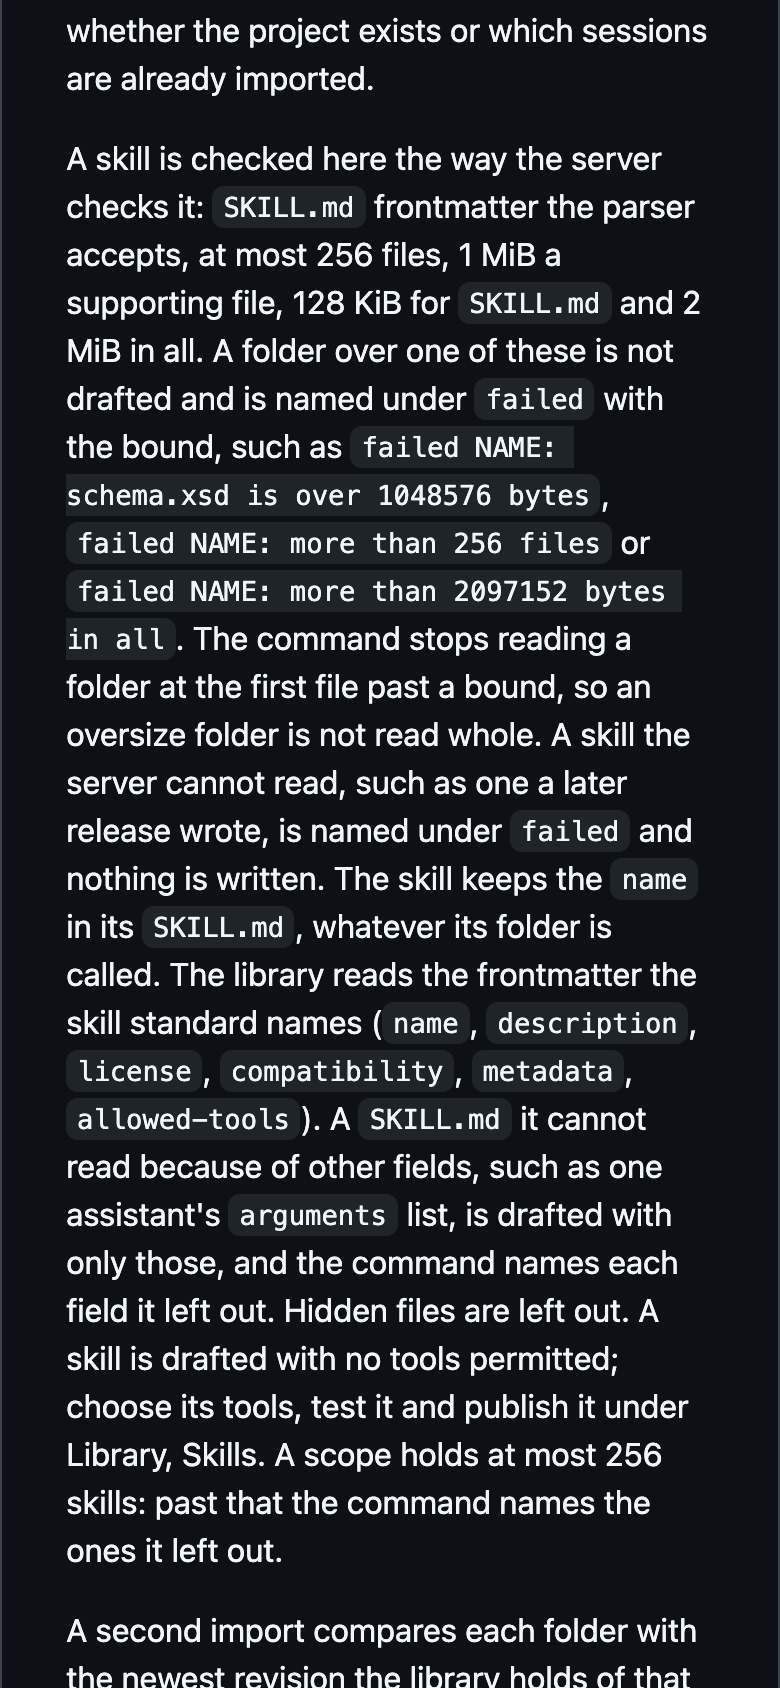 whether the project exists or which sessions
are already imported.
A skill is checked here the way the server
checks it: SKILL.md frontmatter the parser
accepts, at most 256 files, 1 MiB a
supporting file, 128 KiB for SKILL.md and 2
MiB in all. A folder over one of these is not
drafted and is named under failed with
the bound, such as failed NAME:
schema.xsd is over 1048576 bytes,
failed NAME: more than 256 files or
failed NAME: more than 2097152 bytes
in all. The command stops reading a
folder at the first file past a bound, so an
oversize folder is not read whole. A skill the
server cannot read, such as one a later
release wrote, is named under failed and
nothing is written. The skill keeps the name
in its SKILL.md, whatever its folder is
called. The library reads the frontmatter the
skill standard names (name, description,
license, compatibility, metadata,
allowed-tools). A SKILL.md it cannot
read because of other fields, such as one
assistant's arguments list, is drafted with
only those, and the command names each
field it left out. Hidden files are left out. A
skill is drafted with no tools permitted;
choose its tools, test it and publish it under
Library, Skills. A scope holds at most 256
skills: past that the command names the
ones it left out.
A second import compares each folder with
the newest revision the library holds of that